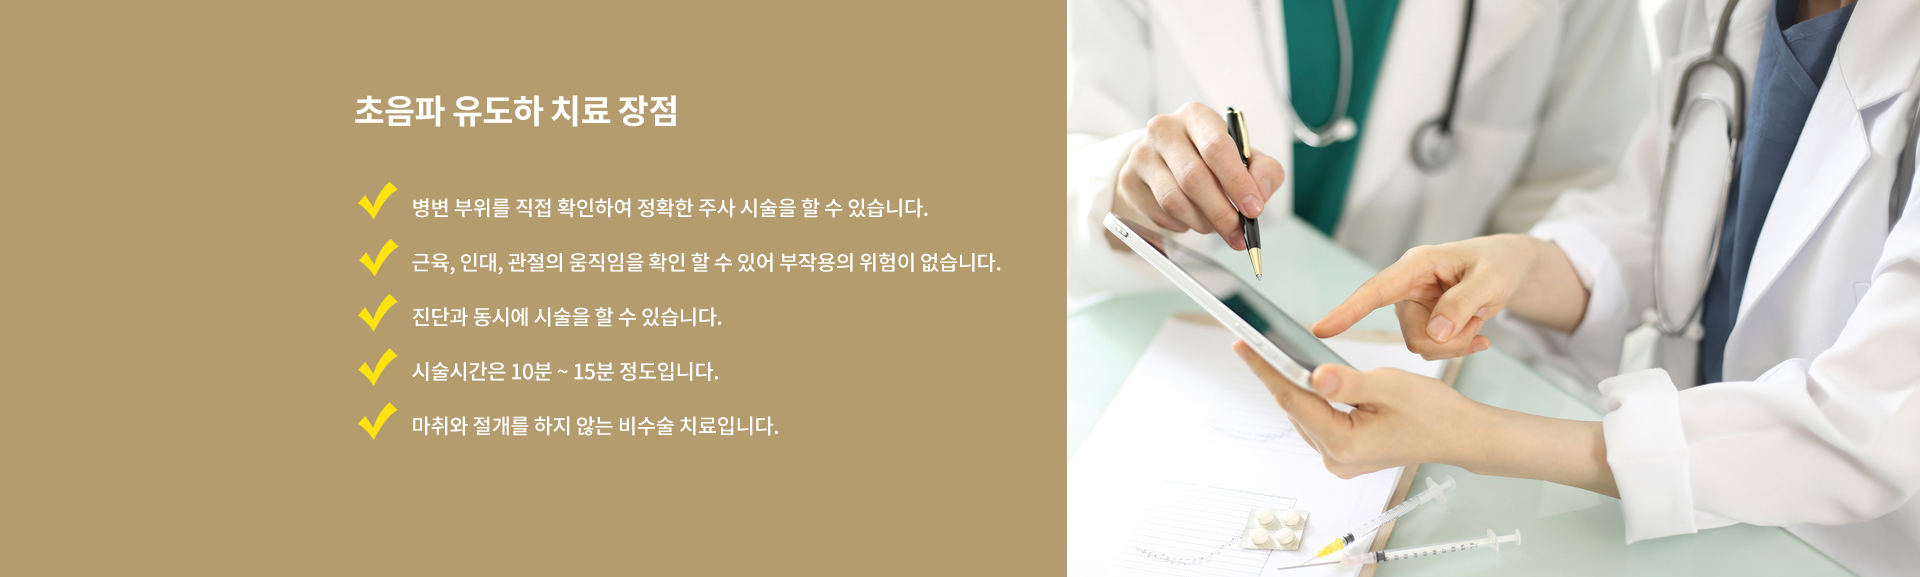 초음파 유도하 치료 장점
병변 부위를 직접 확인하여 정확한 주사 시술을 할 수 있습니다.
근육, 인대, 관절의 움직임을 확인 할 수 있어 부작용의 위험이 없습니다.
진단과 동시에 시술을 할 수 있습니다.
시술시간은 10분 ~ 15분 정도입니다.
마취와 절개를 하지 않는 비수술 치료입니다.